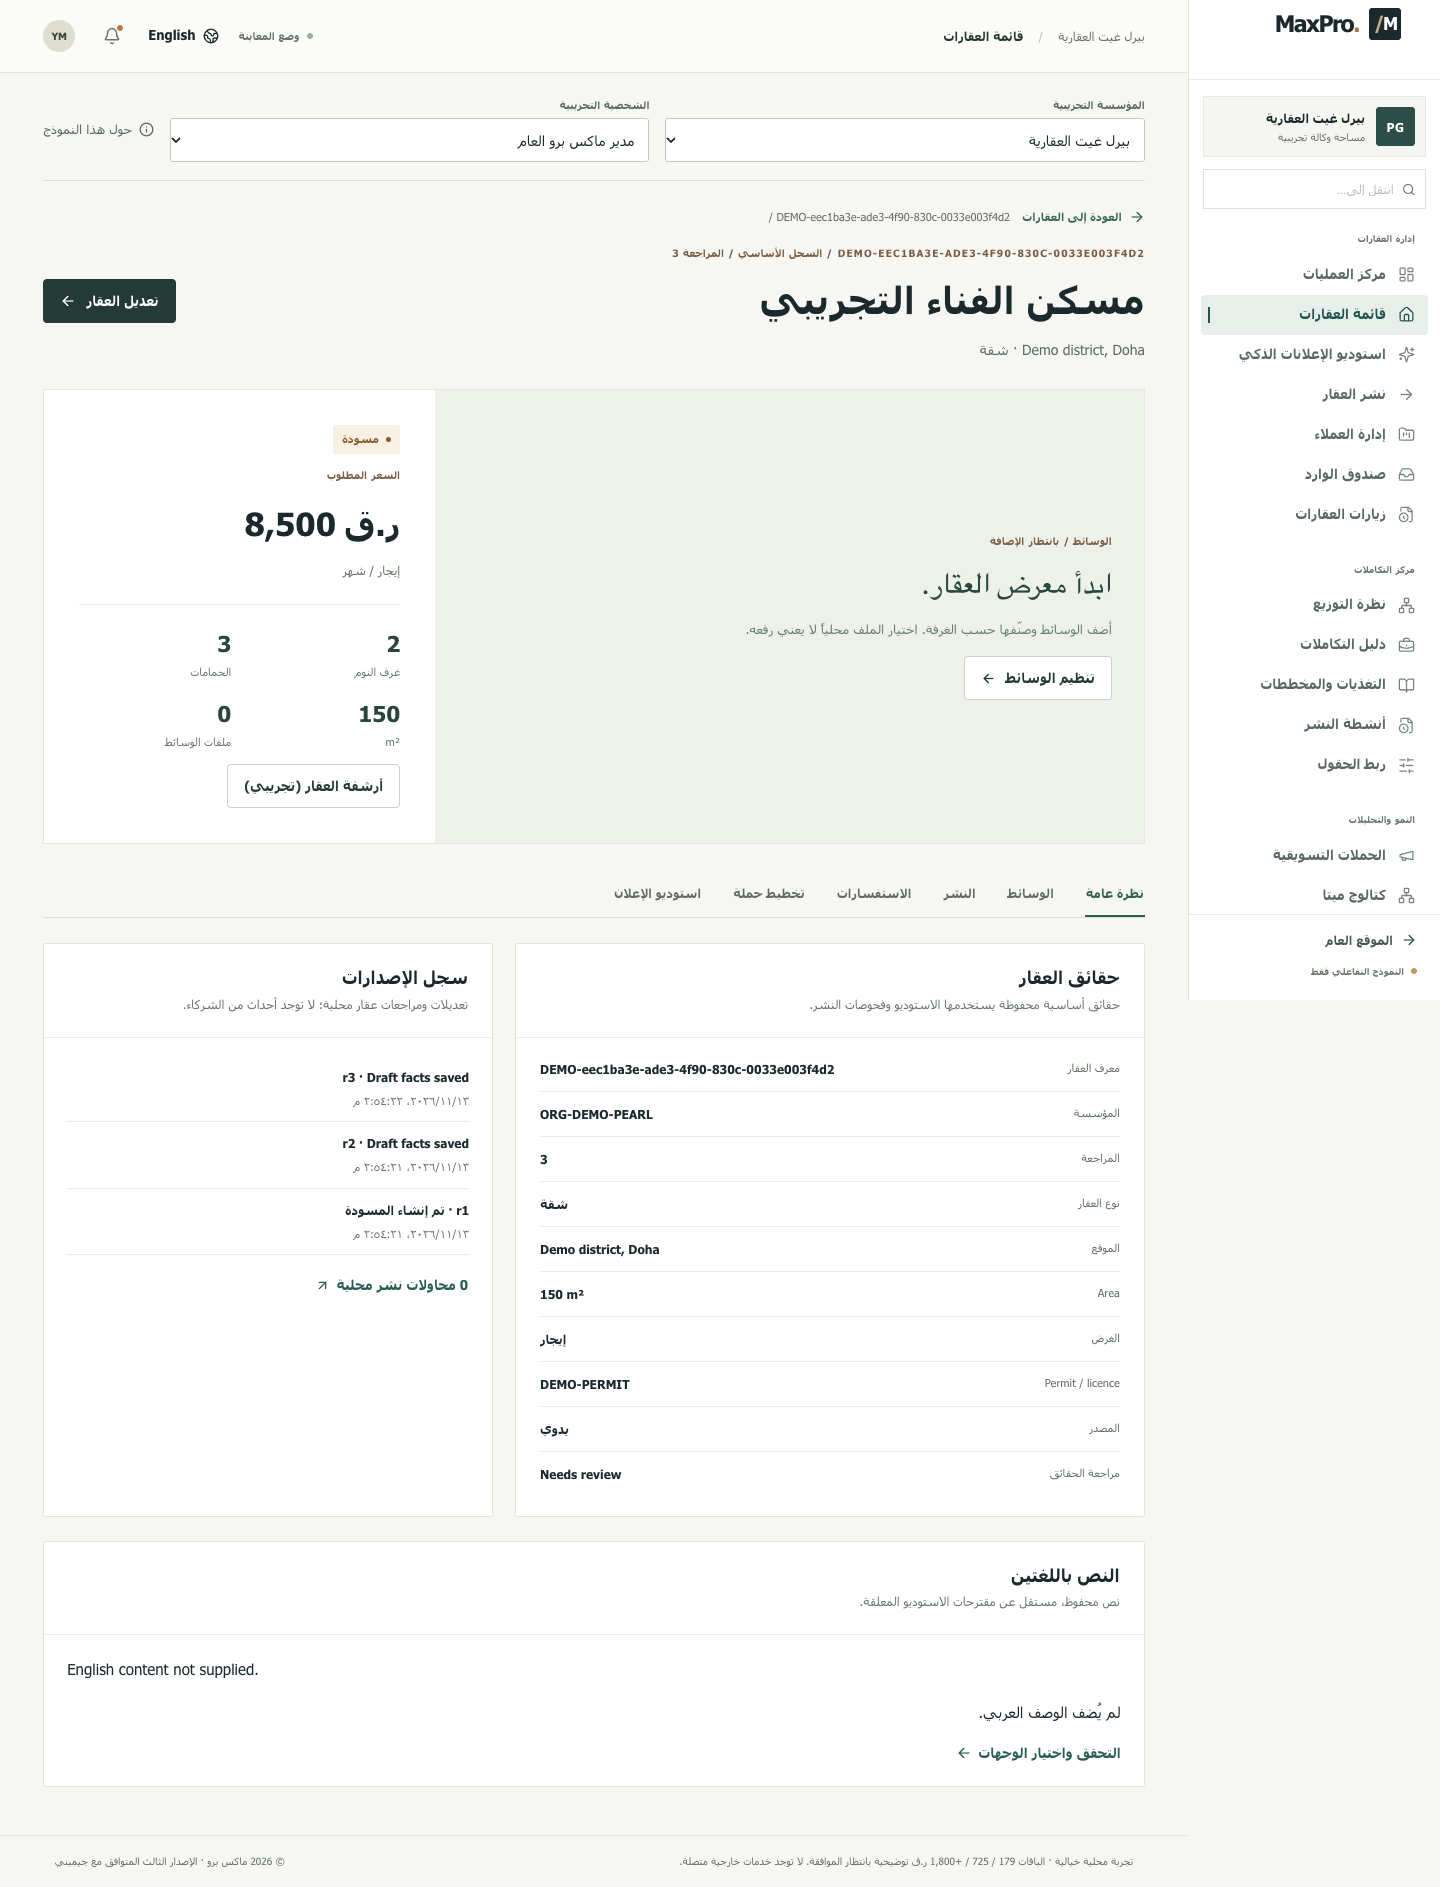 /M MaxPro.
PG
بيرل غيت العقارية
مساحة وكالة تجريبية
انتقل إلى...
إدارة العقارات
مركز العمليات
قائمة العقارات
استوديو الإعلانات الذكي
نشر العقار
إدارة العملاء
صندوق الوارد
زيارات العقارات
مركز التكاملات
نظرة التوزيع
دليل التكاملات
التغذيات والمخططات
أنشطة النشر
ربط الحقول
النمو والتحليلات
الحملات التسويقية
كتالوج ميتا
الموقع العام
النموذج التفاعلي فقط
بيرل غيت العقارية / قائمة العقارات
وضع المعاينة
English
YM
المؤسسة التجريبية
بيرل غيت العقارية
الشخصية التجريبية
مدير ماكس برو العام
حول هذا النموذج
العودة إلى العقارات
/ DEMO-eec1ba3e-ade3-4f90-830c-0033e003f4d2
DEMO-EEC1BA3E-ADE3-4F90-830C-0033E003F4D2 / السجل الأساسي / المراجعة 3
مسكن الفناء التجريبي
تعديل العقار
Demo district, Doha · شقة
الوسائط / بانتظار الإضافة
ابدأ معرض العقار.
أضف الوسائط وصنّفها حسب الغرفة. اختيار الملف محلياً لا يعني رفعه.
تنظيم الوسائط
مسودة
السعر المطلوب
ر.ق 8,500
إيجار / شهر
2
غرف النوم
3
الحمامات
150
m²
0
ملفات الوسائط
أرشفة العقار (تجريبي)
نظرة عامة
الوسائط
النشر
الاستفسارات
تخطيط حملة
استوديو الإعلان
حقائق العقار
حقائق أساسية محفوظة يستخدمها الاستوديو وفحوصات النشر.
معرف العقار DEMO-eec1ba3e-ade3-4f90-830c-0033e003f4d2
المؤسسة ORG-DEMO-PEARL
المراجعة 3
نوع العقار شقة
الموقع Demo district, Doha
Area 150 m²
الغرض إيجار
Permit / licence DEMO-PERMIT
المصدر يدوي
مراجعة الحقائق Needs review
سجل الإصدارات
تعديلات ومراجعات عقار محلية؛ لا توجد أحداث من الشركاء.
r3 · Draft facts saved
٢٠٢٦/١١/١٣، ٢:٥٤:٢٢ م
r2 · Draft facts saved
٢٠٢٦/١١/١٣، ٢:٥٤:٢١ م
r1 · تم إنشاء المسودة
٢٠٢٦/١١/١٣، ٢:٥٤:٢١ م
0 محاولات نشر محلية
النص باللغتين
نص محفوظ، مستقل عن مقترحات الاستوديو المعلقة.
English content not supplied.
لم يُضف الوصف العربي.
التحقق واختيار الوجهات
تجربة محلية خيالية · الباقات 179 / 725 / +1,800 ر.ق توضيحية بانتظار الموافقة. لا توجد خدمات خارجية متصلة.
© 2026 ماكس برو · الإصدار الثالث المتوافق مع جيميني